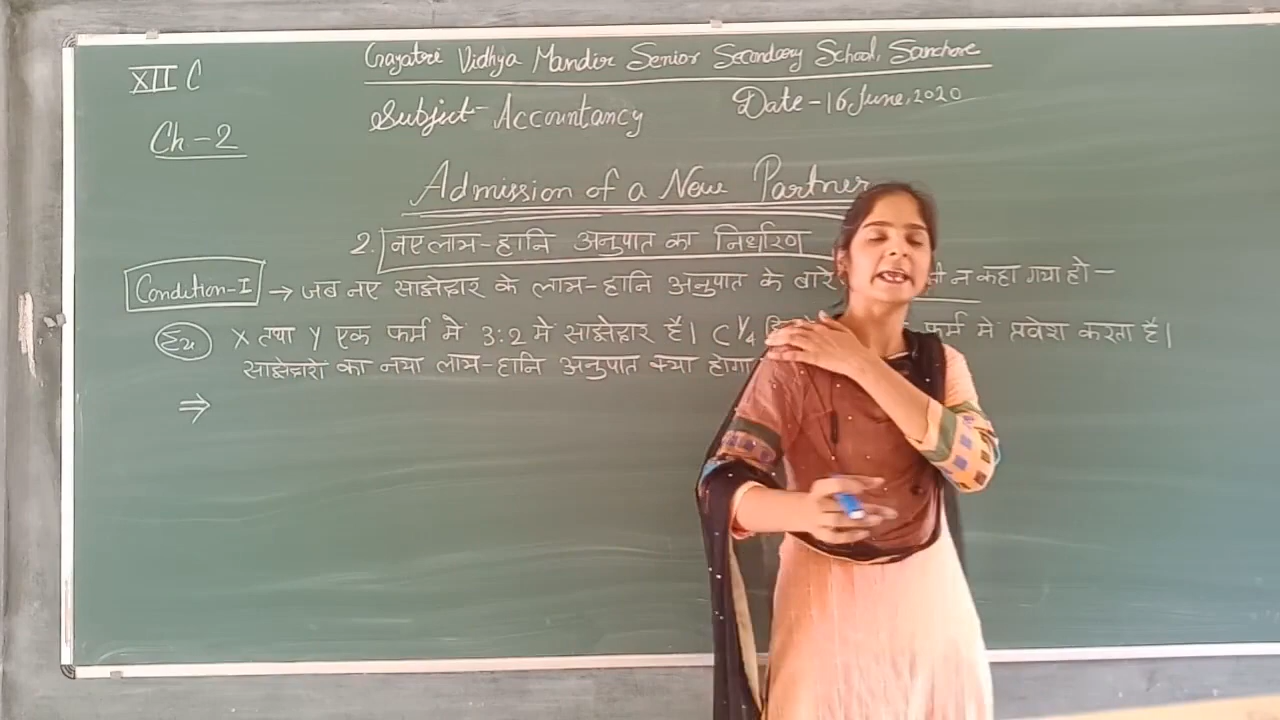 XII C
Gayatri Vidhya Mandir Senior Secondary School, Sanchore
Ch-2
Subject- Accountancy
Date-16 June, 2020
Admission of a New Partner
2. नए लाभ-हानि अनुपात का निर्धारण
Condition-I → जब नए साझेदार के लाभ-हानि अनुपात के बारे न कहा गया हो-
Ex X तथा Y एक फर्म मे 3:2 मे साझेदार है। C 1/4 फर्म मे प्रवेश करता है।
साझेदारो का नया लाभ-हानि अनुपात क्या होगा
⇒